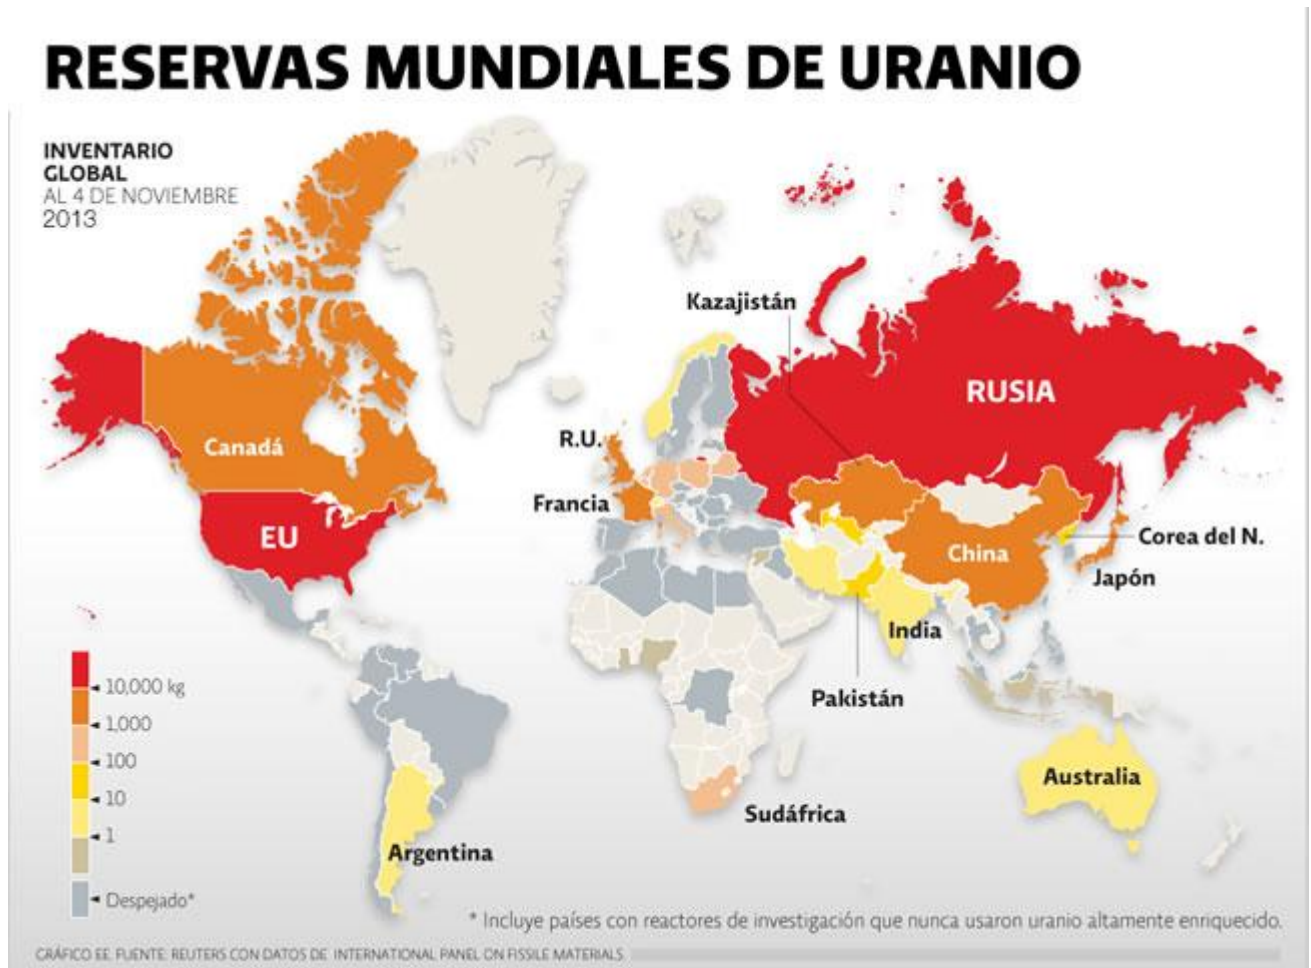 RESERVAS MUNDIALES DE URANIO
INVENTARIO
GLOBAL
AL 4 DE NOVIEMBRE
2013
Kazajistán
RUSIA
R.U.
Canadá
Francia
EU
China
Corea del N.
Japón
India
Pakistán
10,000 kg
1,000
100
10
1
Despejado*
Australia
Sudáfrica
Argentina
* Incluye países con reactores de investigación que nunca usaron uranio altamente enriquecido.
GRÁFICO EE. FUENTE: REUTERS CON DATOS DE INTERNATIONAL PANEL ON FISSILE MATERIALS